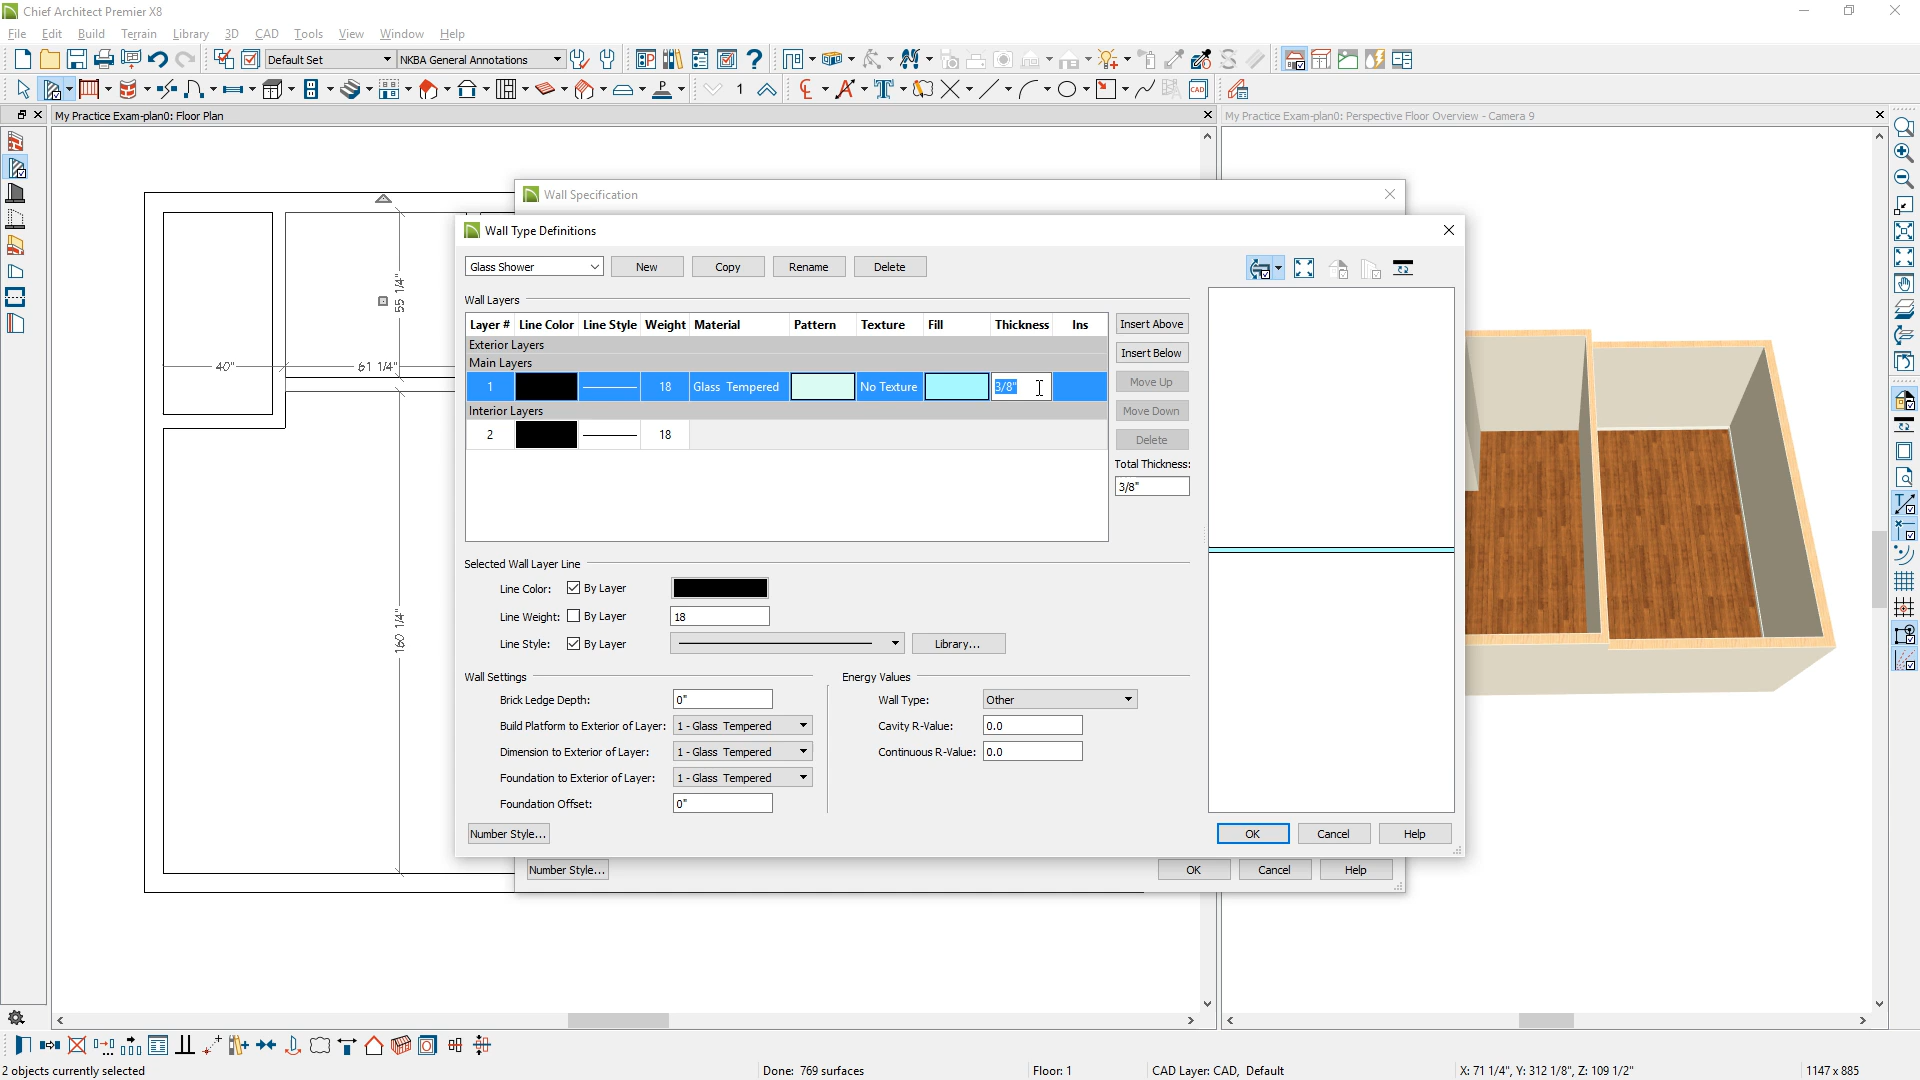 Chief Architect Premier X8
File Edit Build Terrain Library 3D CAD Tools View Window Help
Default Set
NKBA General Annotations
1
CAD
My Practice Exam-plan0: Floor Plan
My Practice Exam-plan0: Perspective Floor Overview - Camera 9
Wall Specification
Wall Type Definitions
Glass Shower
New
Copy
Rename
Delete
Wall Layers
Layer # Line Color Line Style Weight Material Pattern Texture Fill Thickness Ins
Exterior Layers
Main Layers
1 18 Glass Tempered No Texture 3/8"
Interior Layers
2 18
Insert Above
Insert Below
Move Up
Move Down
Delete
Total Thickness:
3/8"
Selected Wall Layer Line
Line Color: By Layer
Line Weight: By Layer 18
Line Style: By Layer Library...
Wall Settings
Brick Ledge Depth: 0"
Build Platform to Exterior of Layer: 1 - Glass Tempered
Dimension to Exterior of Layer: 1 - Glass Tempered
Foundation to Exterior of Layer: 1 - Glass Tempered
Foundation Offset: 0"
Energy Values
Wall Type: Other
Cavity R-Value: 0.0
Continuous R-Value: 0.0
Number Style...
OK
Cancel
Help
Number Style...
OK
Cancel
Help
55 1/4"
40"
61 1/4"
160 1/4"
2 objects currently selected
Done: 769 surfaces
Floor: 1
CAD Layer: CAD, Default
X: 71 1/4", Y: 312 1/8", Z: 109 1/2"
1147 x 885